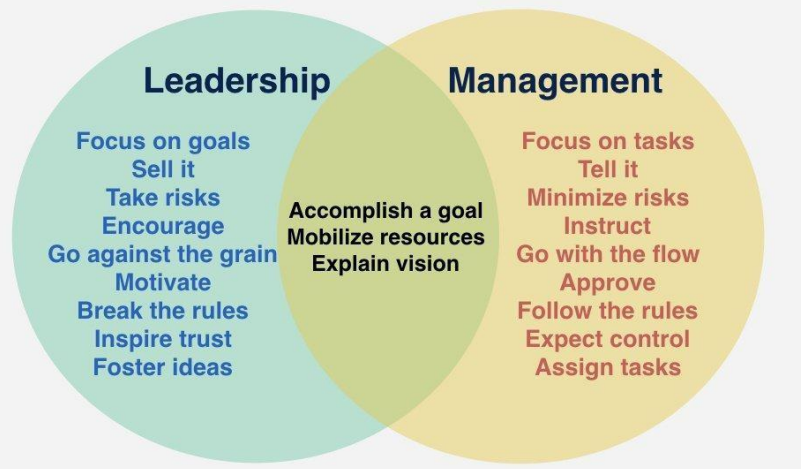 Leadership
Focus on goals
Sell it
Take risks
Encourage
Go against the grain
Motivate
Break the rules
Inspire trust
Foster ideas
Accomplish a goal
Mobilize resources
Explain vision
Management
Focus on tasks
Tell it
Minimize risks
Instruct
Go with the flow
Approve
Follow the rules
Expect control
Assign tasks